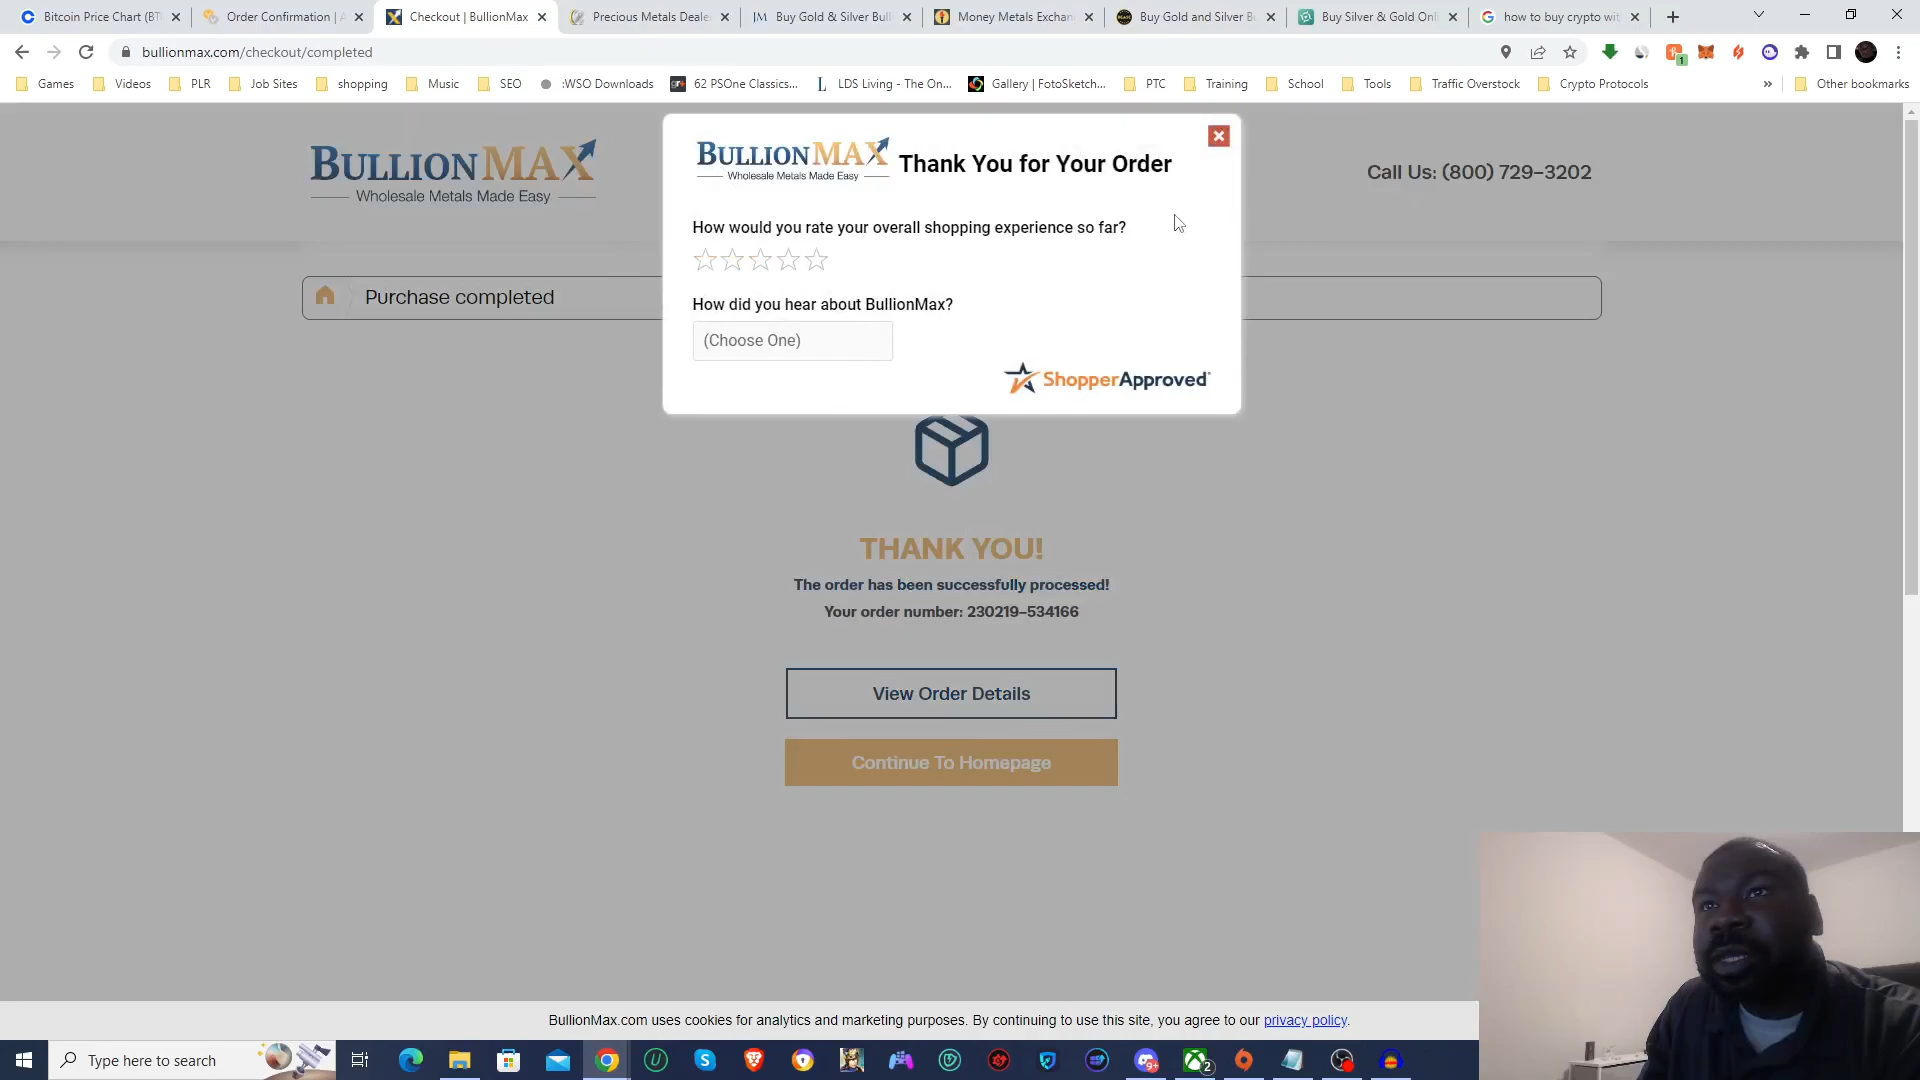 Bitcoin Price Chart (BT
Order Confirmation | A
Checkout | BullionMax
Precious Metals Deale
Buy Gold & Silver Bulli
Money Metals Exchan
Buy Gold and Silver Bu
Buy Silver & Gold Onli
how to buy crypto wit
bullionmax.com/checkout/completed
1
Games
Videos
PLR
Job Sites
shopping
Music
SEO
:WSO Downloads
62 PSOne Classics...
LDS Living - The On...
Gallery | FotoSketch...
PTC
Training
School
Tools
Traffic Overstock
Crypto Protocols
»
Other bookmarks
BULLIONMAX
Wholesale Metals Made Easy
Call Us: (800) 729-3202
BULLIONMAX
Wholesale Metals Made Easy
Thank You for Your Order
How would you rate your overall shopping experience so far?
How did you hear about BullionMax?
(Choose One)
ShopperApproved
Purchase completed
THANK YOU!
The order has been successfully processed!
Your order number: 230219-534166
View Order Details
Continue To Homepage
BullionMax.com uses cookies for analytics and marketing purposes. By continuing to use this site, you agree to our privacy policy.
Type here to search
9+
2